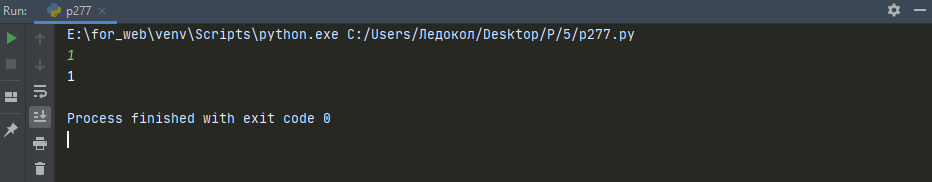 Run: p277 ×
E:\for_web\venv\Scripts\python.exe C:/Users/Ледокол/Desktop/P/5/p277.py
1
1
Process finished with exit code 0